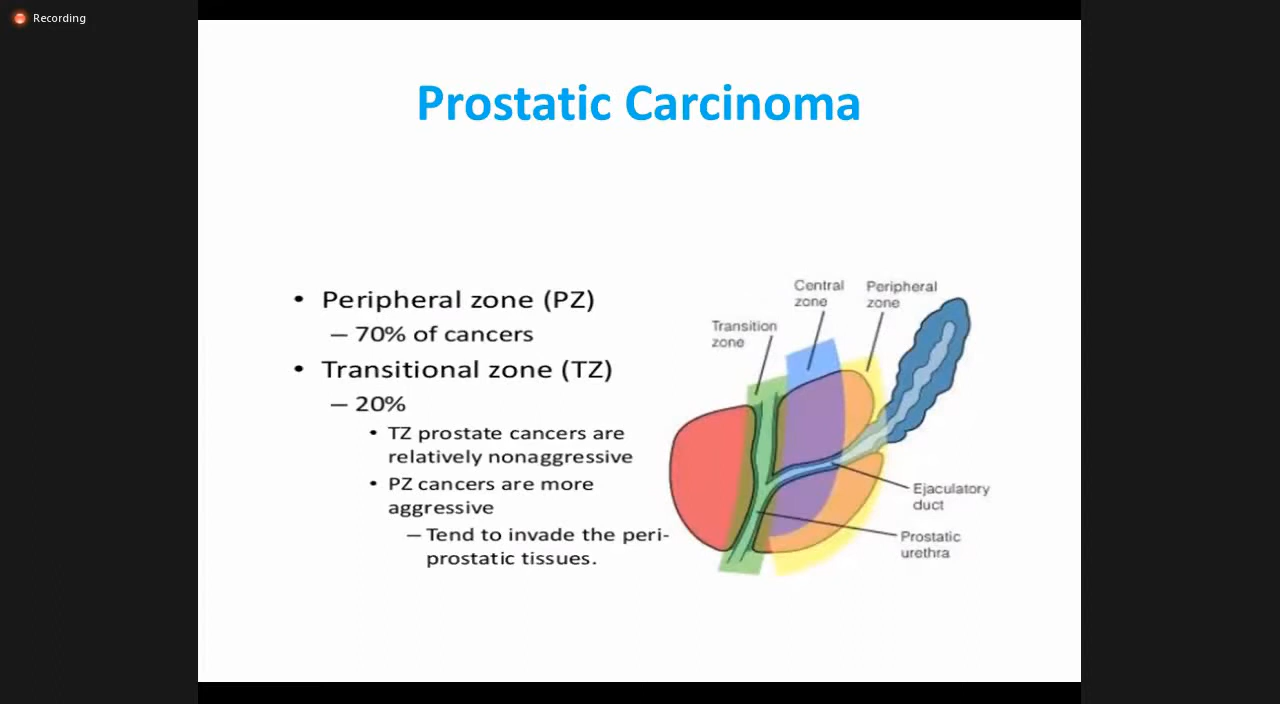 Recording
Prostatic Carcinoma
• Peripheral zone (PZ)
– 70% of cancers
• Transitional zone (TZ)
– 20%
• TZ prostate cancers are
relatively nonaggressive
• PZ cancers are more
aggressive
– Tend to invade the peri-
prostatic tissues.
Transition
zone
Central
zone
Peripheral
zone
Ejaculatory
duct
Prostatic
urethra